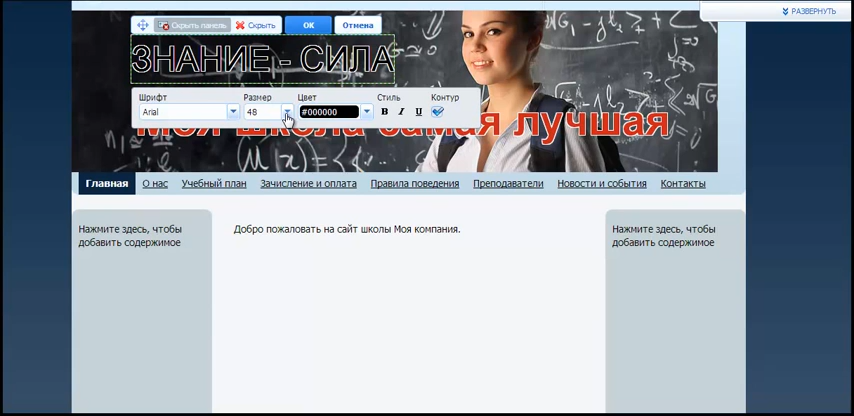 Скрыть панель Скрыть ОК Отмена
РАЗВЕРНУТЬ
ЗНАНИЕ - СИЛА
Шрифт Размер Цвет Стиль Контур
Arial 48 #000000 B I U
Моя школа самая лучшая
Главная О нас Учебный план Зачисление и оплата Правила поведения Преподаватели Новости и события Контакты
Нажмите здесь, чтобы
добавить содержимое
Добро пожаловать на сайт школы Моя компания.
Нажмите здесь, чтобы
добавить содержимое